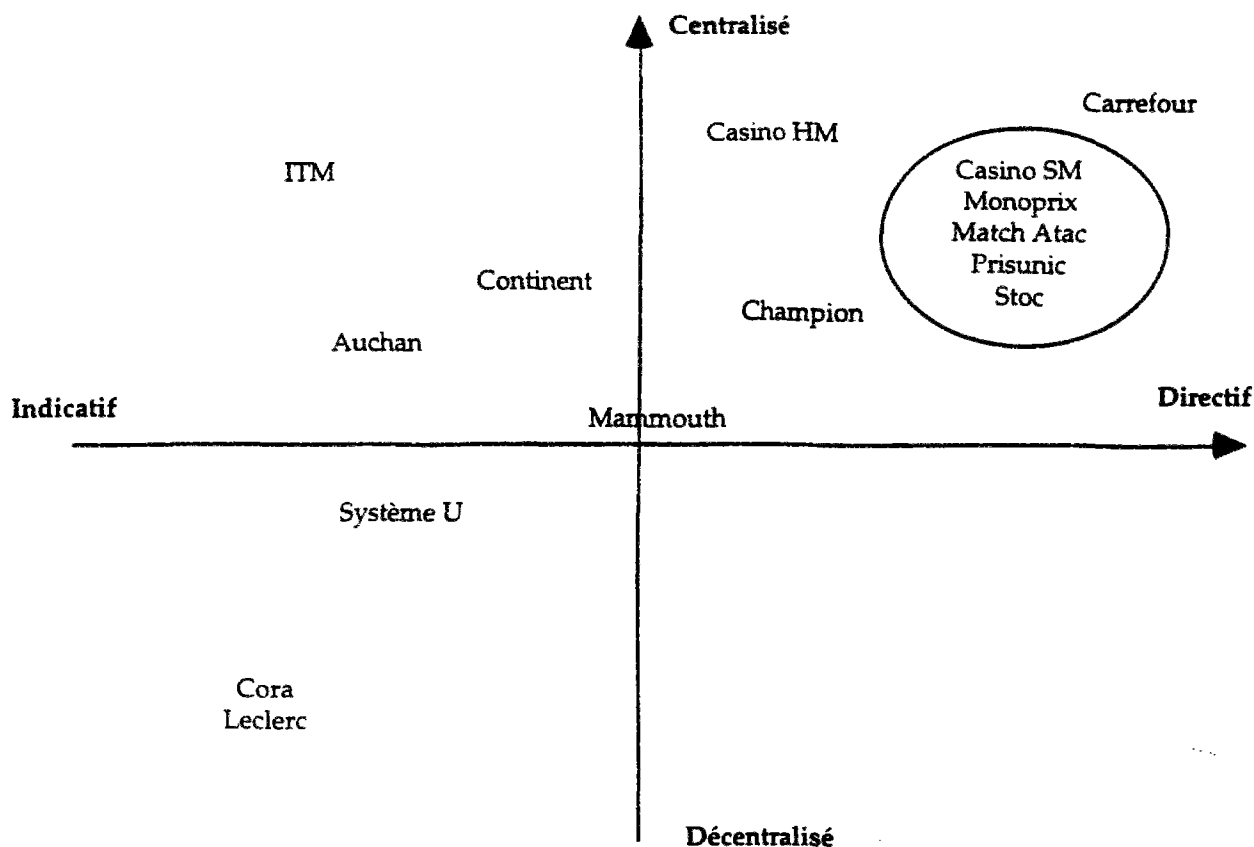 Centralisé
Carrefour
Casino HM
ITM
Casino SM
Monoprix
Match Atac
Prisunic
Stoc
Continent
Champion
Auchan
Indicatif
Directif
Mammouth
Système U
Cora
Leclerc
Décentralisé